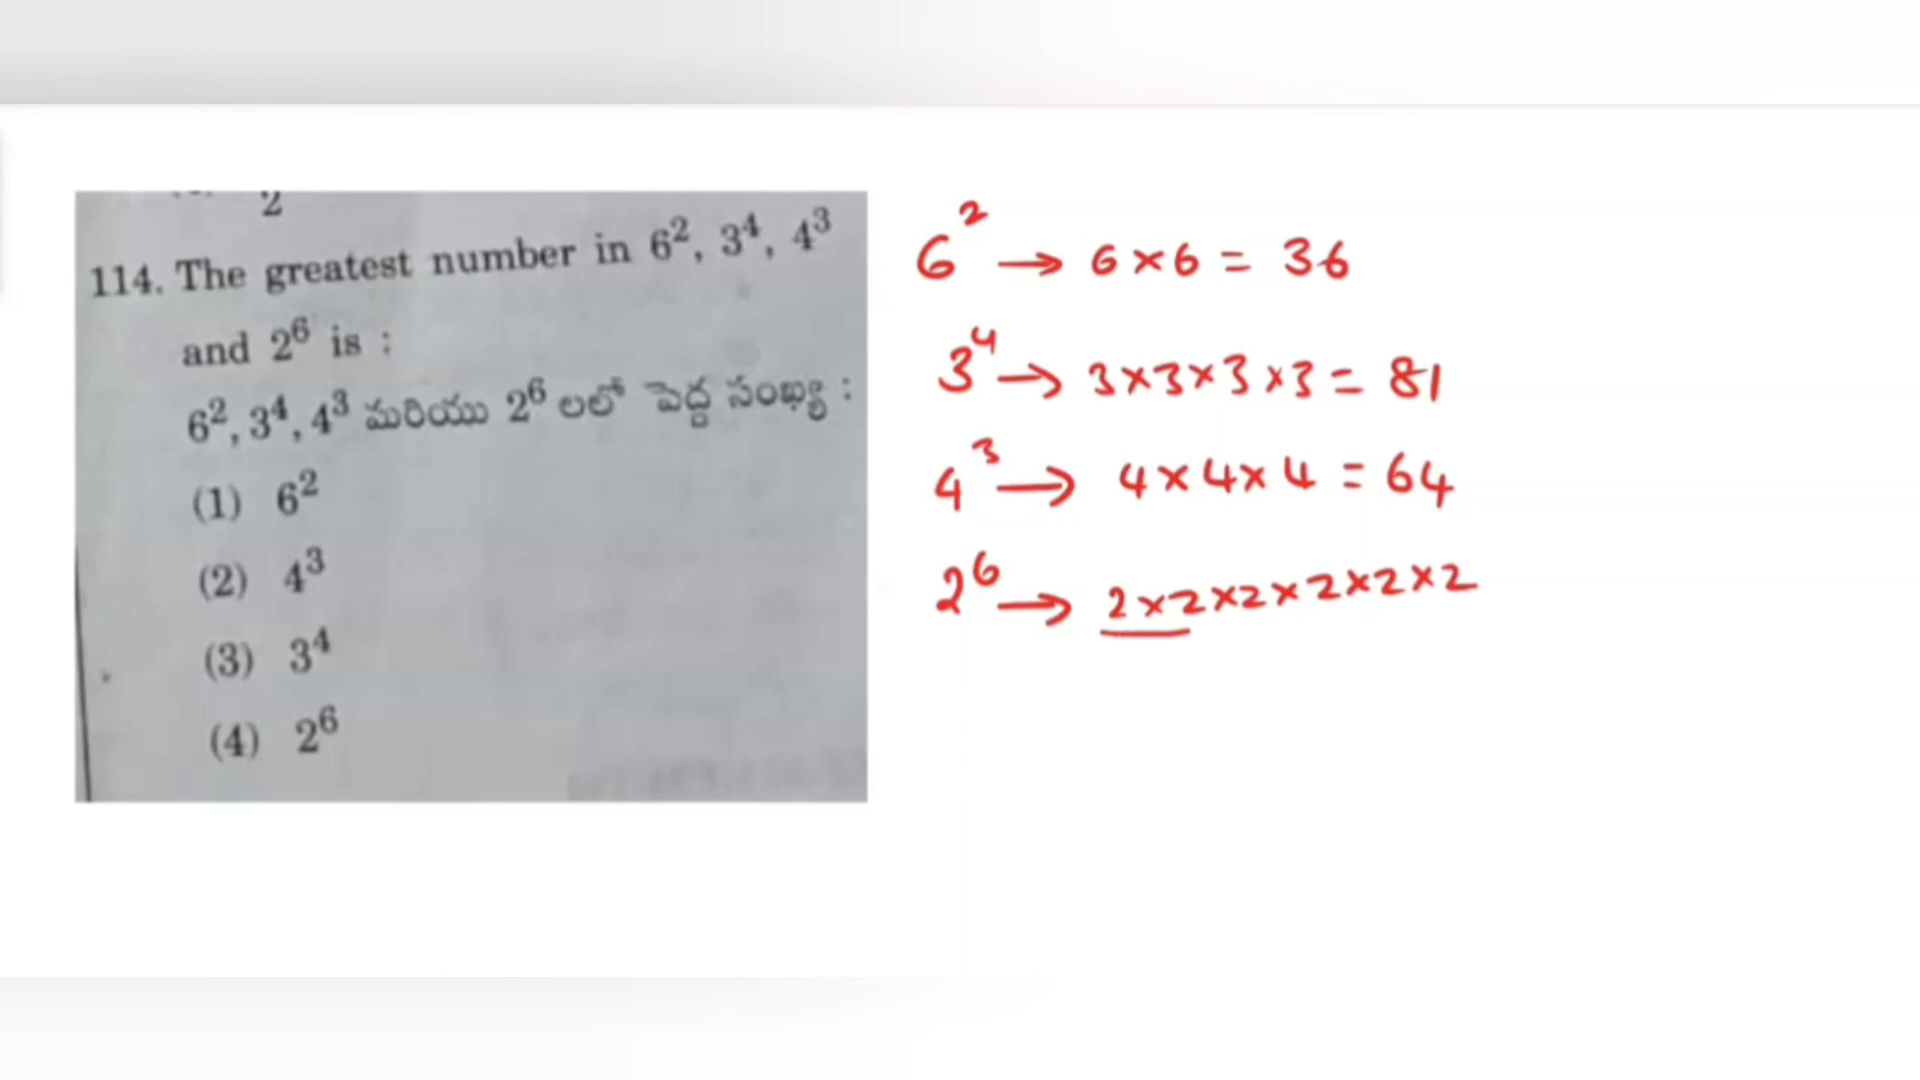 2
114. The greatest number in 6², 3⁴, 4³
and 2⁶ is :
6², 3⁴, 4³ మరియు 2⁶ లలో పెద్ద సంఖ్య :
(1) 6²
(2) 4³
(3) 3⁴
(4) 2⁶
6² → 6 × 6 = 36
3⁴ → 3 × 3 × 3 × 3 = 81
4³ → 4 × 4 × 4 = 64
2⁶ → 2 × 2 × 2 × 2 × 2 × 2